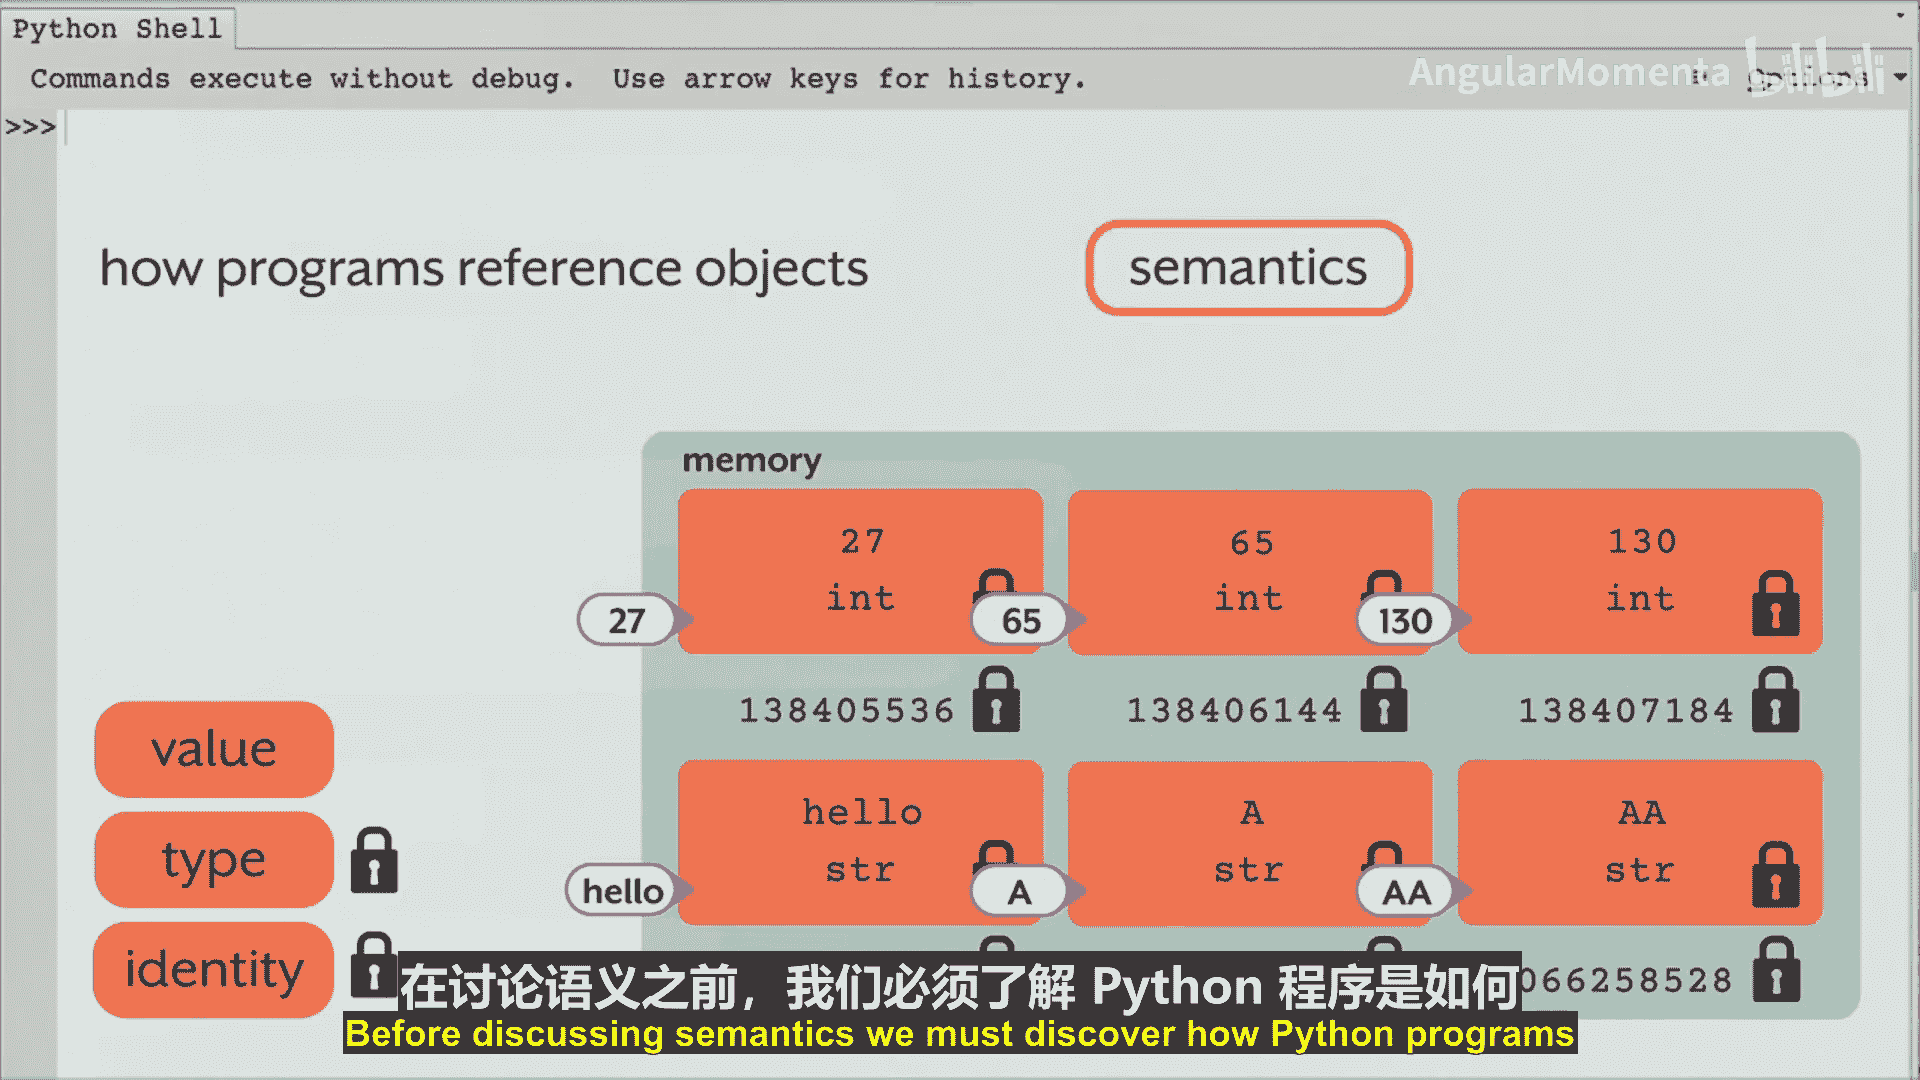 Python Shell
Commands execute without debug. Use arrow keys for history.
AngularMomenta
options
bilibili
>>>
how programs reference objects
semantics
memory
27
65
130
int
int
int
27
65
130
138405536
138406144
138407184
value
hello
A
AA
type
str
str
str
hello
A
AA
identity
066258528
在讨论语义之前，我们必须了解 Python 程序是如何
Before discussing semantics we must discover how Python programs